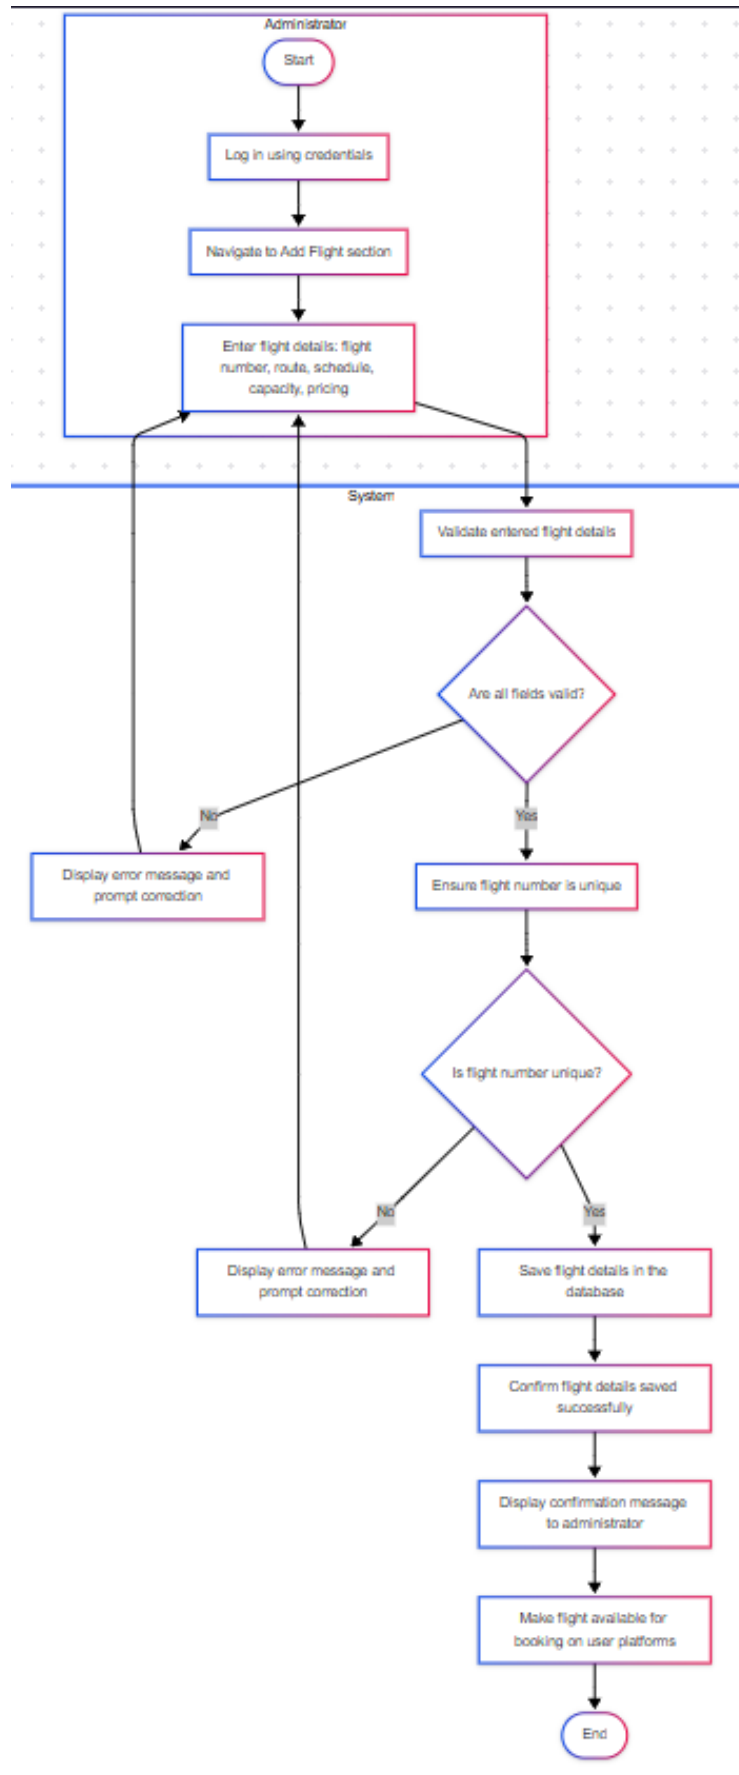 Administrator
Start
Log in using credentials
Navigate to Add Flight section
Enter flight details: flight
number, route, schedule,
capacity, pricing
System
Validate entered flight details
Are all fields valid?
No
Yes
Display error message and
prompt correction
Ensure flight number is unique
Is flight number unique?
No
Yes
Display error message and
prompt correction
Save flight details in the
database
Confirm flight details saved
successfully
Display confirmation message
to administrator
Make flight available for
booking on user platforms
End